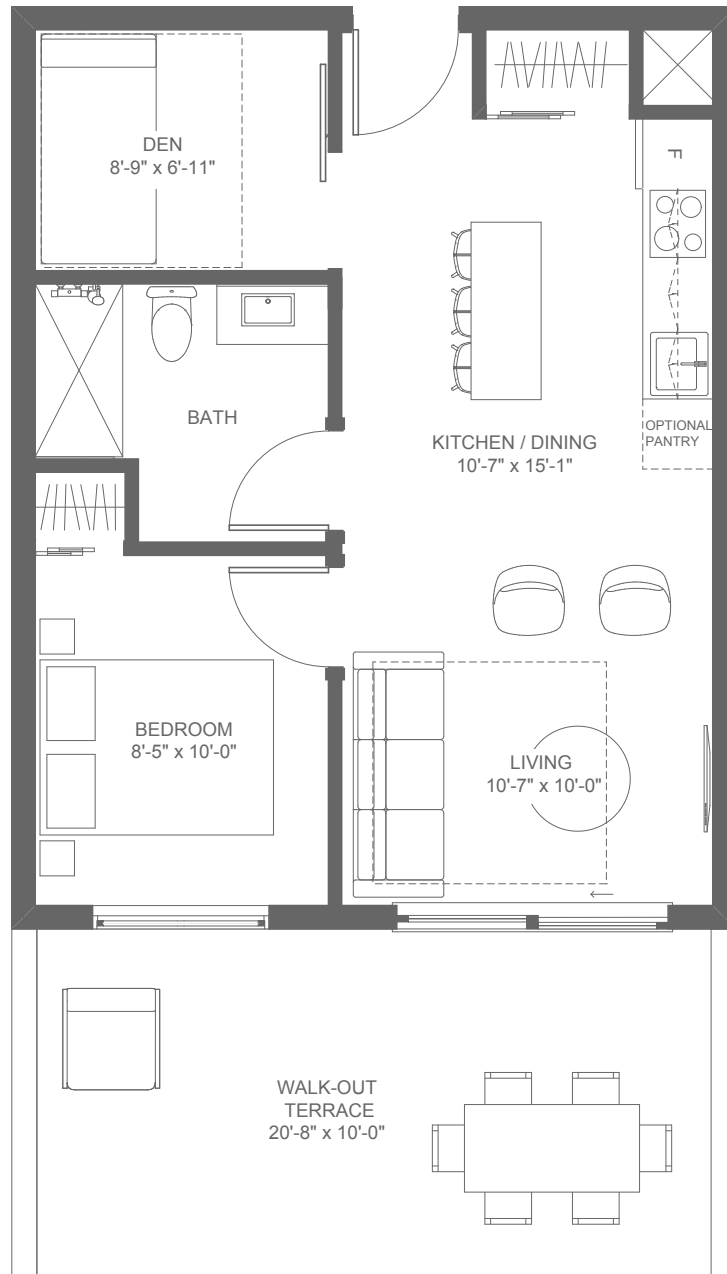 DEN
8'-9" x 6'-11"
F
OPTIONAL
PANTRY
BATH
KITCHEN / DINING
10'-7" x 15'-1"
BEDROOM
8'-5" x 10'-0"
LIVING
10'-7" x 10'-0"
WALK-OUT
TERRACE
20'-8" x 10'-0"